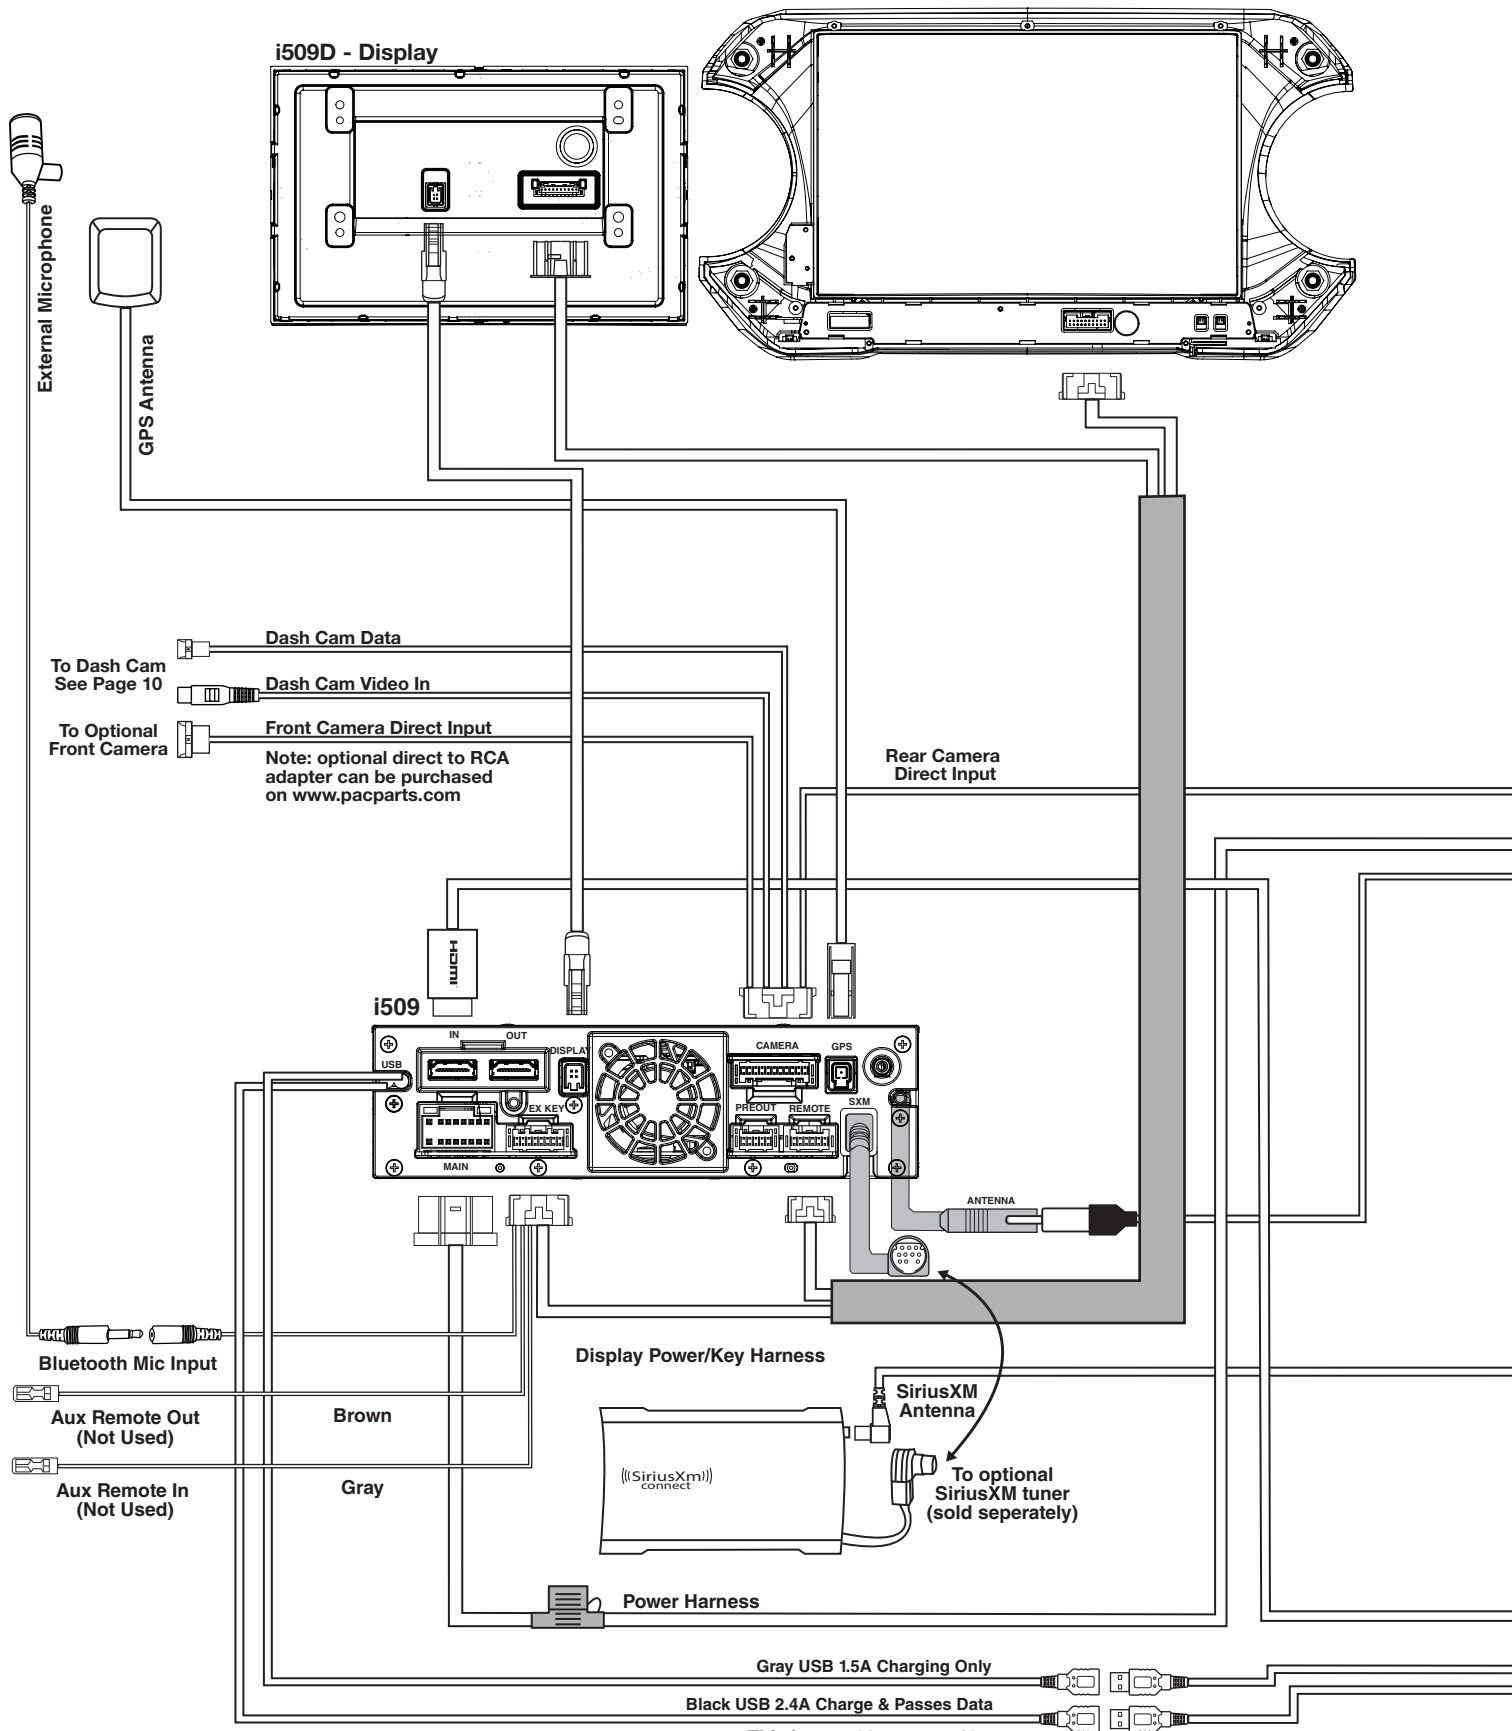 i509D - Display
External Microphone
GPS Antenna
Dash Cam Data
To Dash Cam
See Page 10
Dash Cam Video In
To Optional
Front Camera
Front Camera Direct Input
Note: optional direct to RCA
adapter can be purchased
on www.pacparts.com
Rear Camera
Direct Input
HDMI
i509
IN
OUT
DISPLAY
USB
CAMERA
GPS
EX KEY
PREOUT
REMOTE
SXM
MAIN
ANTENNA
Bluetooth Mic Input
Display Power/Key Harness
Aux Remote Out
(Not Used)
Brown
SiriusXM
Antenna
Aux Remote In
(Not Used)
Gray
(((SiriusXm)))
connect
To optional
SiriusXM tuner
(sold seperately)
Power Harness
Gray USB 1.5A Charging Only
Black USB 2.4A Charge & Passes Data